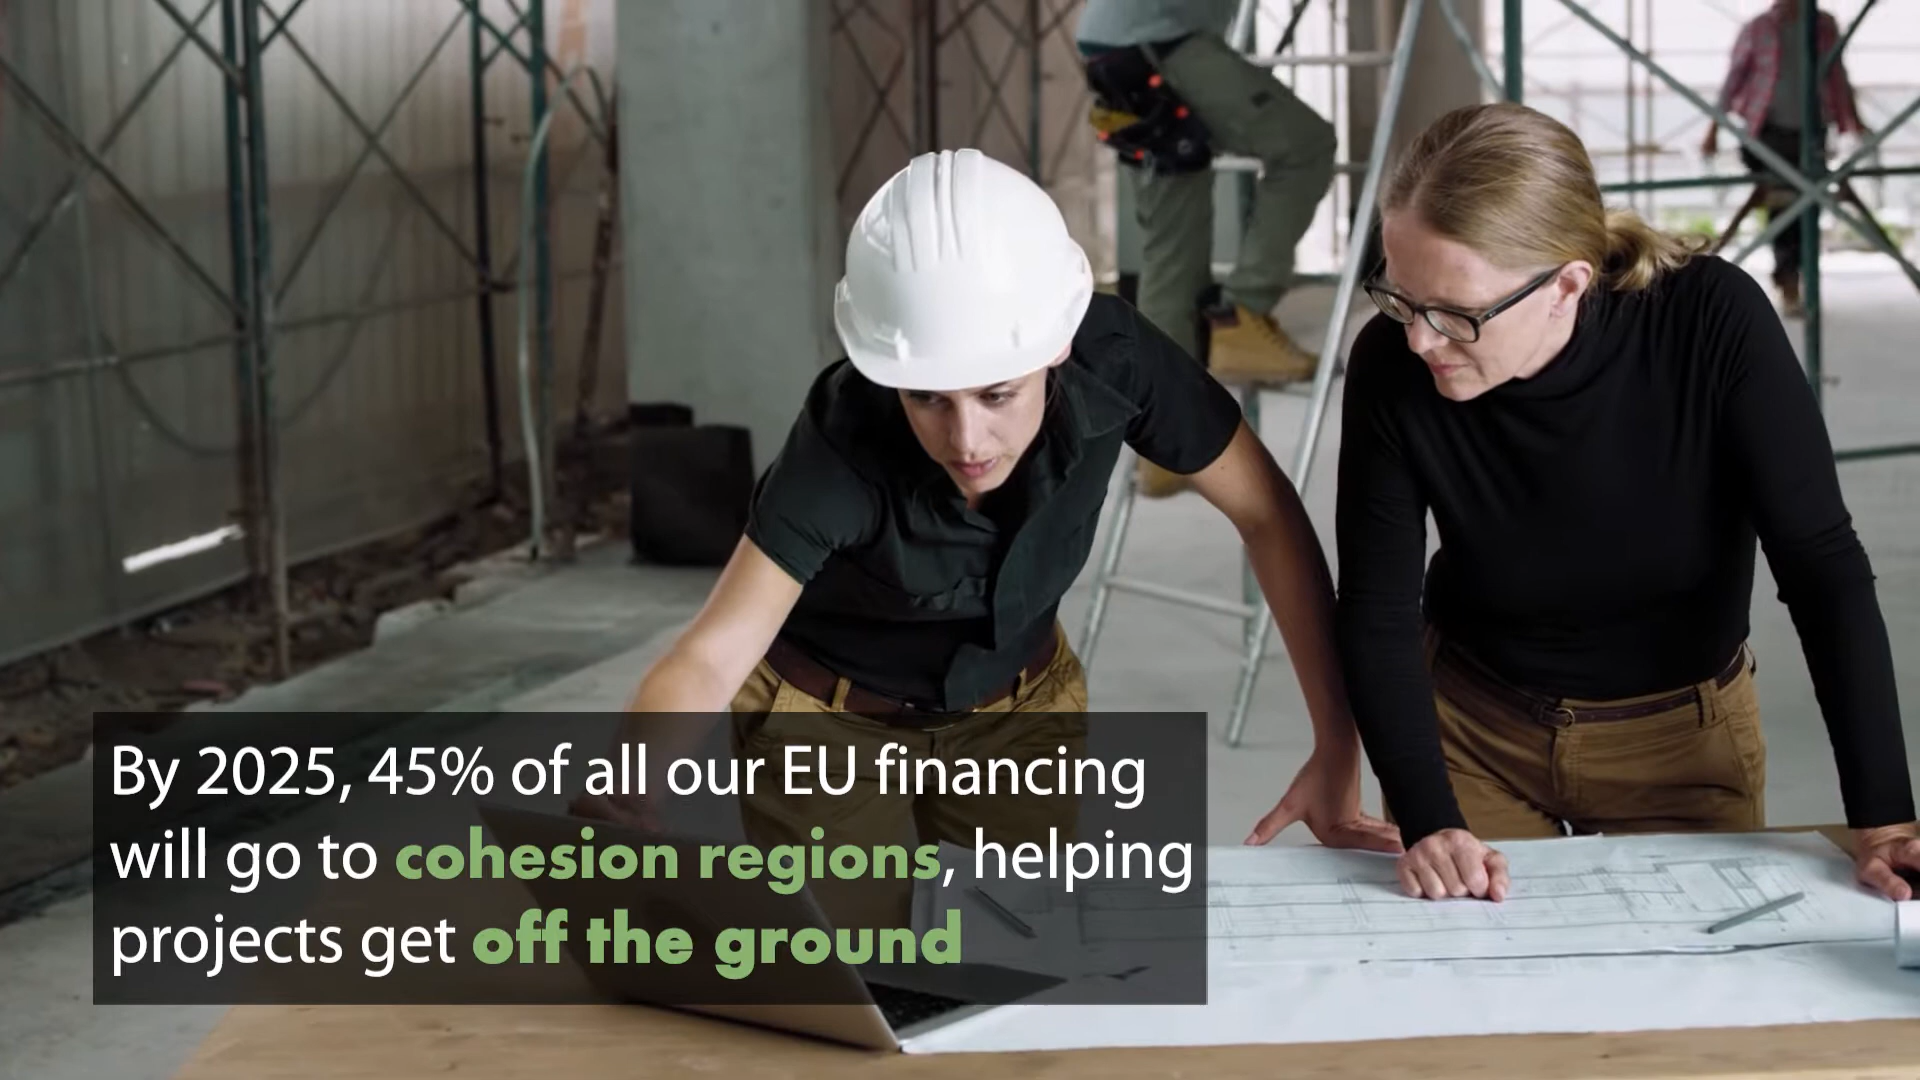 By 2025, 45% of all our EU financing
will go to cohesion regions, helping
projects get off the ground